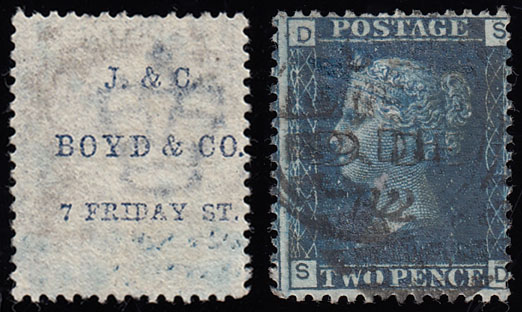 J. & C.
BOYD & CO.
7 FRIDAY ST.
D POSTAGE S
S TWO PENCE D